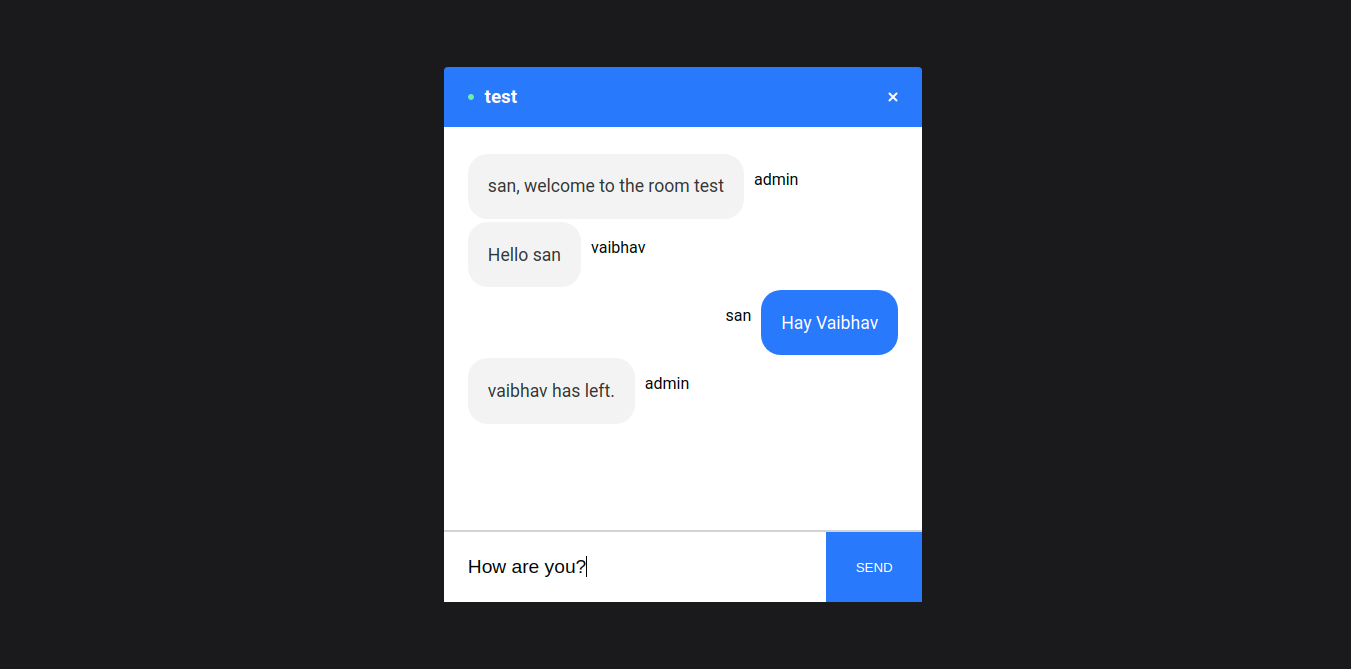 test
×
san, welcome to the room test admin
Hello san vaibhav
san Hay Vaibhav
vaibhav has left. admin
How are you? SEND